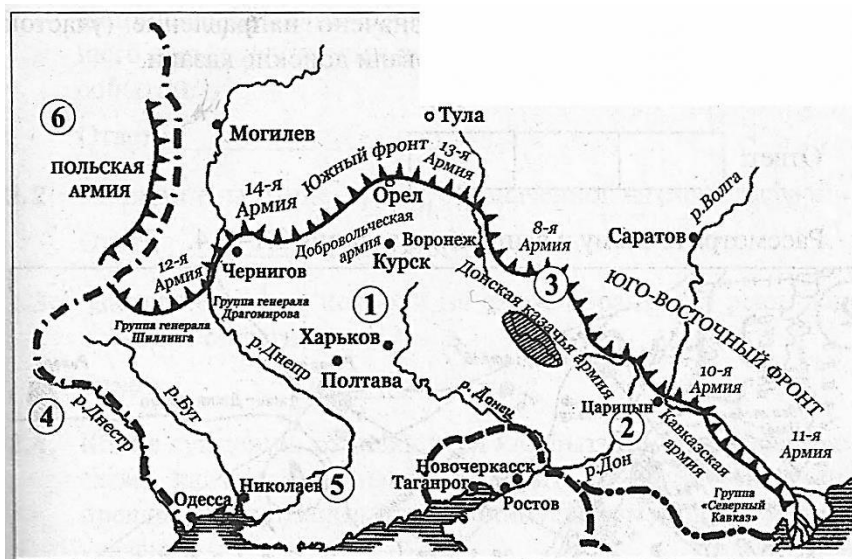 значено направление (участок
6
ПОЛЬСКАЯ
АРМИЯ
Могилев
Тула
14-я
Армия
Южный фронт
13-я
Армия
Орел
Добровольческая
армия
Курск
Воронеж
8-я
Армия
р.Волга
Саратов
12-я
Армия
Чернигов
Группа генерала
Шиллинга
Группа генерала
Драгомирова
1
3
Донская казачья армия
ЮГО-ВОСТОЧНЫЙ ФРОНТ
Харьков
Полтава
р.Днепр
р.Донец
10-я
Армия
Царицын
2
Кавказская
армия
11-я
Армия
4
р.Днестр
р.Буг
5
Николаев
Одесса
Новочеркасск
Таганрог
Ростов
р.Дон
Группа
«Северный
Кавказ»